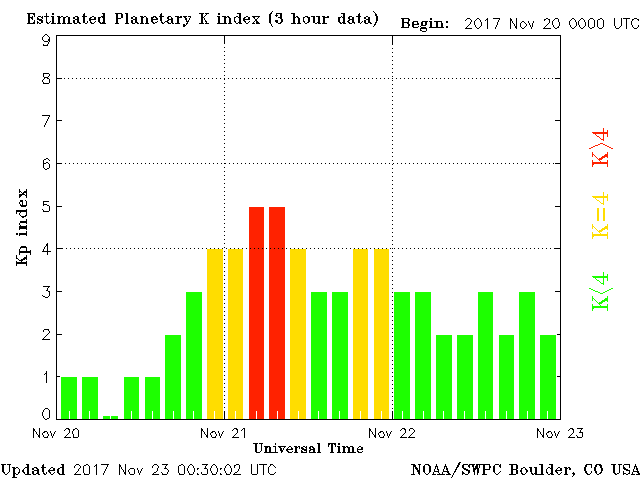 Estimated Planetary K index (3 hour data)
Begin: 2017 Nov 20 0000 UTC
9
8
7
6
5
4
3
2
1
0
Kp index
K>4
K=4
K<4
Nov 20 Nov 21 Nov 22 Nov 23
Universal Time
Updated 2017 Nov 23 00:30:02 UTC
NOAA/SWPC Boulder, CO USA